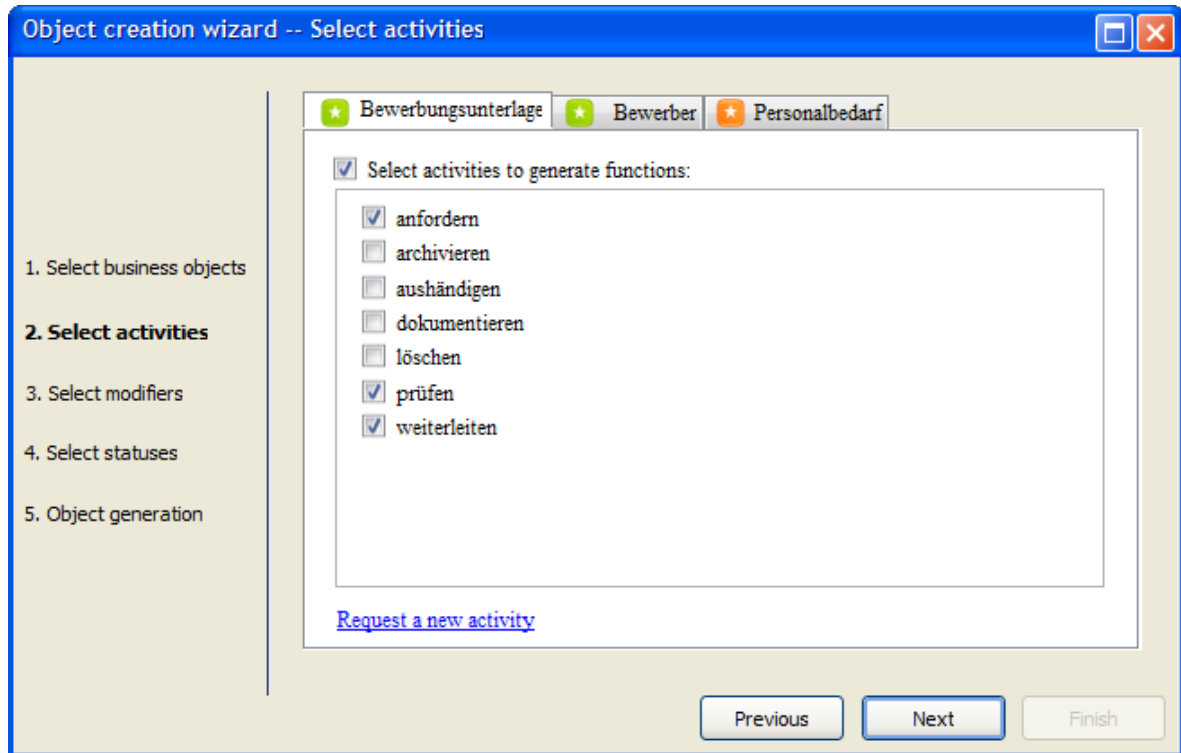 Object creation wizard -- Select activities
Bewerbungsunterlage Bewerber Personalbedarf
Select activities to generate functions:
anfordern
archivieren
aushändigen
dokumentieren
löschen
prüfen
weiterleiten
Request a new activity
1. Select business objects
2. Select activities
3. Select modifiers
4. Select statuses
5. Object generation
Previous Next Finish